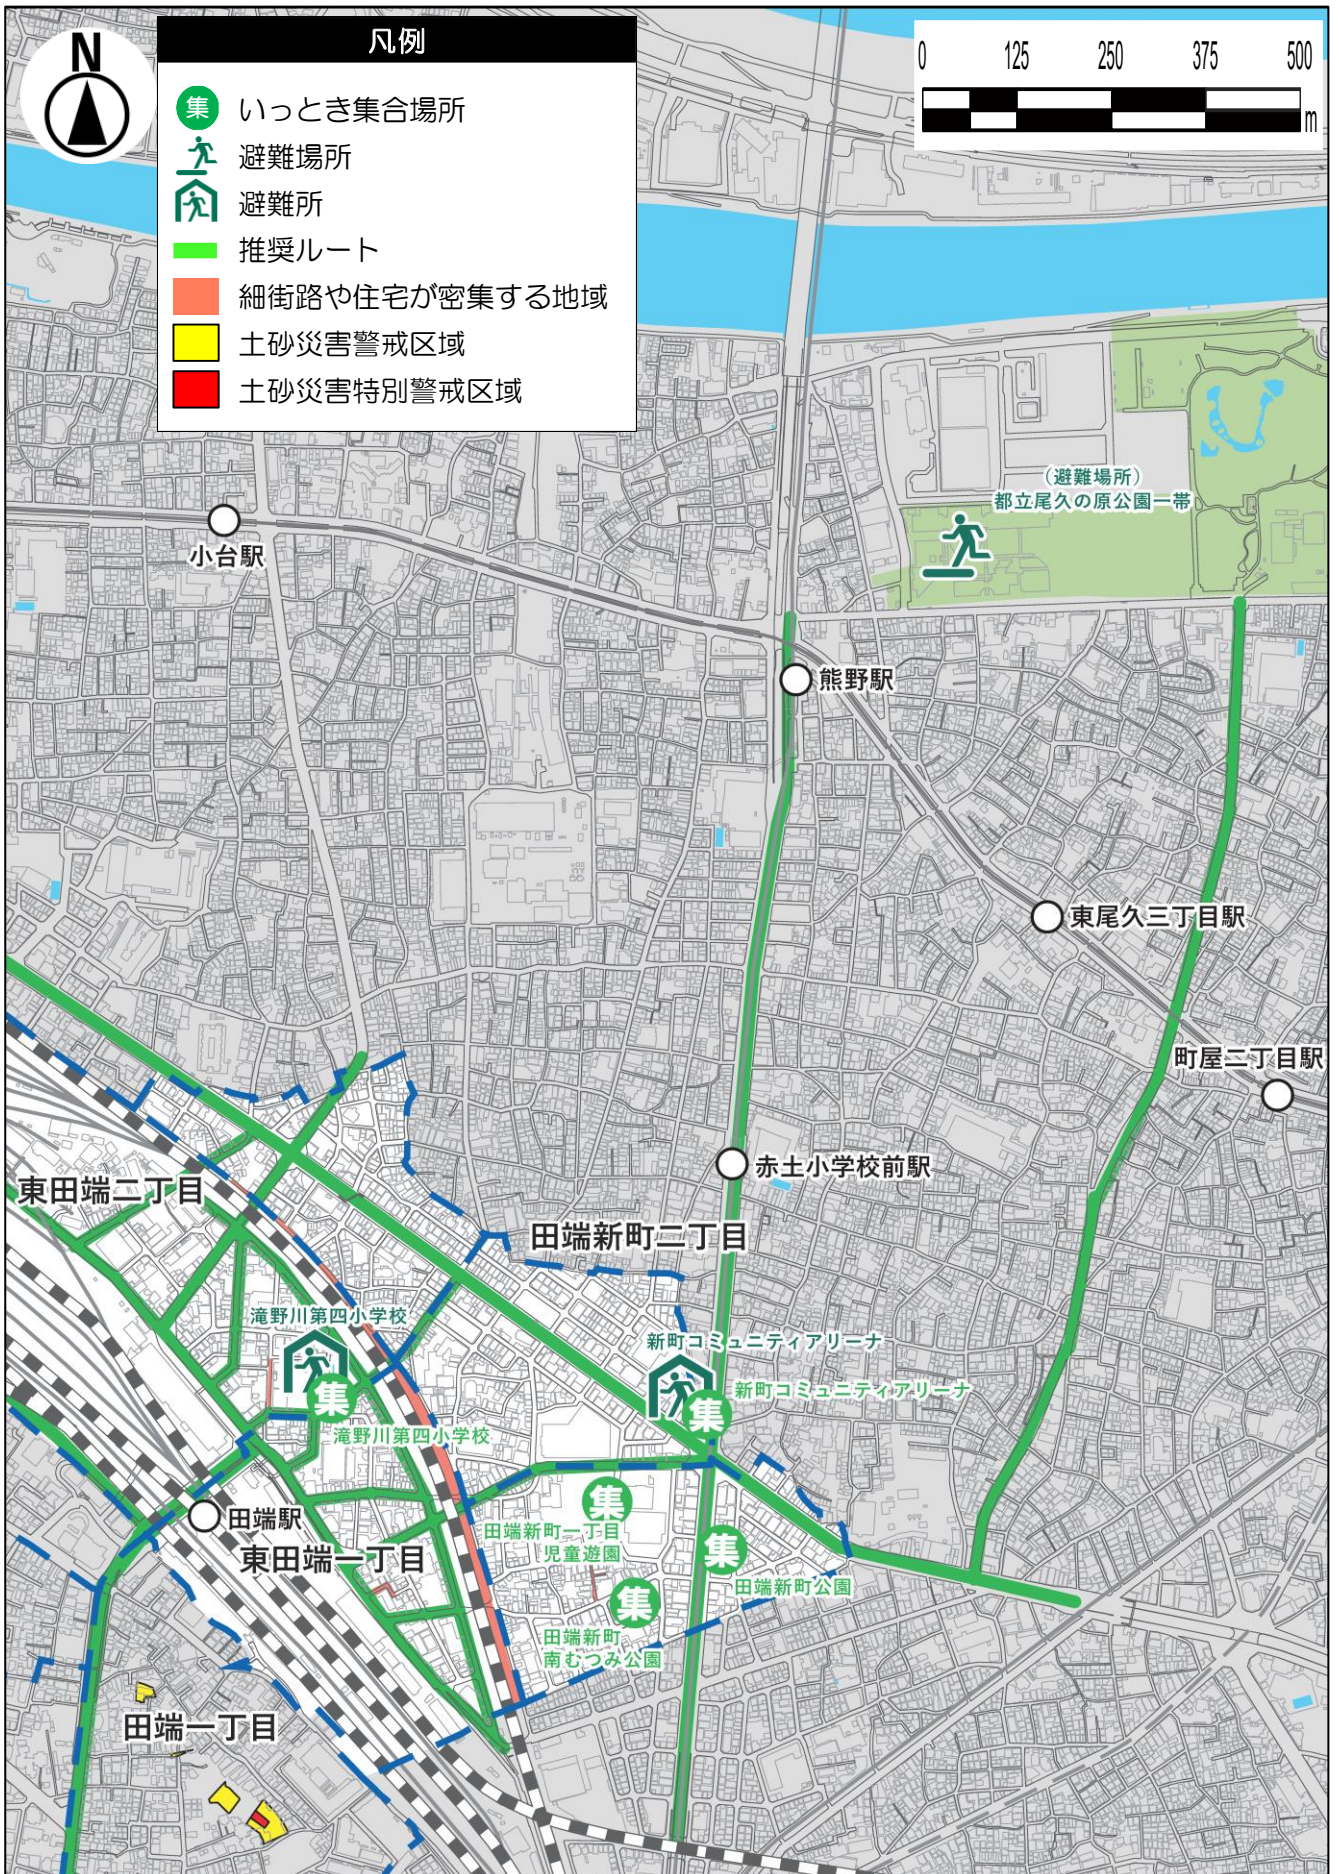 N
凡例
集 いっとき集合場所
避難場所
避難所
推奨ルート
細街路や住宅が密集する地域
土砂災害警戒区域
土砂災害特別警戒区域
0 125 250 375 500
m
(避難場所)
都立尾久の原公園一帯
小台駅
熊野駅
東尾久三丁目駅
町屋二丁目駅
赤土小学校前駅
東田端二丁目
田端新町二丁目
滝野川第四小学校
新町コミュニティアリーナ
集
新町コミュニティアリーナ
集
滝野川第四小学校
集
田端新町一丁目
児童遊園
田端駅
東田端一丁目
集
田端新町公園
集
田端新町
南むつみ公園
田端一丁目